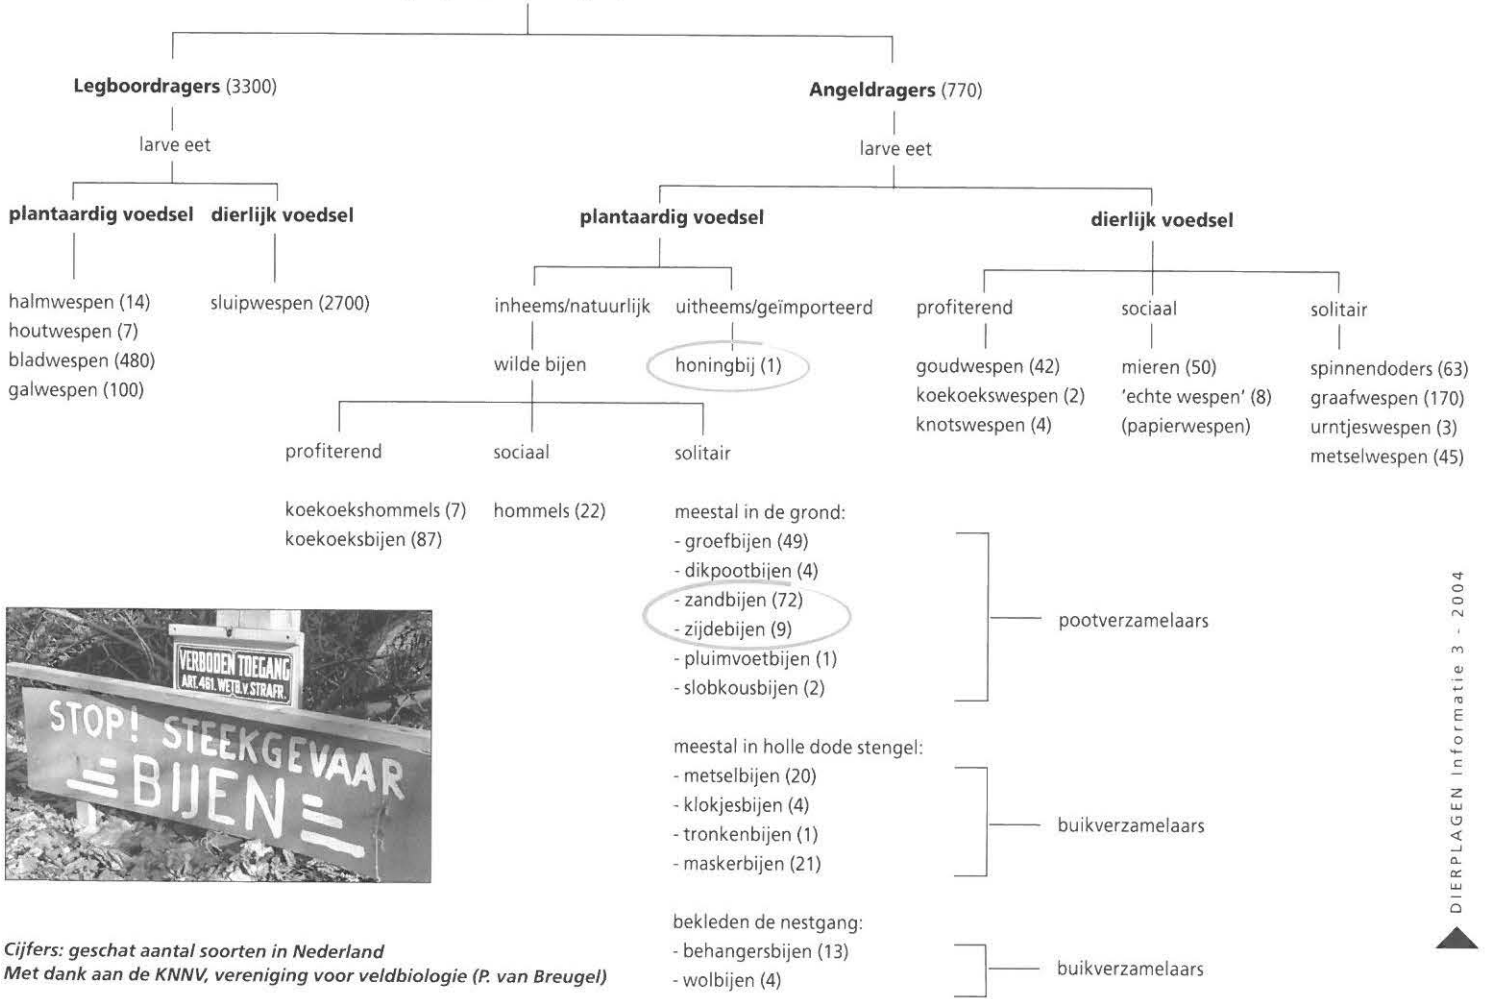 Legboordragers (3300)
larve eet
plantaardig voedsel
halmwespen (14)
houtwespen (7)
bladwespen (480)
galwespen (100)
dierlijk voedsel
sluipwespen (2700)
Angeldragers (770)
larve eet
plantaardig voedsel
inheems/natuurlijk
wilde bijen
profiterend
koekoekshommels (7)
koekoeksbijen (87)
sociaal
hommels (22)
solitair
meestal in de grond:
- groefbijen (49)
- dikpootbijen (4)
- zandbijen (72)
- zijdebijen (9)
- pluimvoetbijen (1)
- slobkousbijen (2)
pootverzamelaars
meestal in holle dode stengel:
- metselbijen (20)
- klokjesbijen (4)
- tronkenbijen (1)
- maskerbijen (21)
buikverzamelaars
bekleden de nestgang:
- behangersbijen (13)
- wolbijen (4)
buikverzamelaars
uitheems/geïmporteerd
honingbij (1)
dierlijk voedsel
profiterend
goudwespen (42)
koekoekswespen (2)
knotswespen (4)
sociaal
mieren (50)
'echte wespen' (8)
(papierwespen)
solitair
spinnendoders (63)
graafwespen (170)
urntjeswespen (3)
metselwespen (45)
VERBODEN TOEGANG
ART. 461. WETB. V. STRAFR.
STOP! STEEKGEVAAR
BIJEN
Cijfers: geschat aantal soorten in Nederland
Met dank aan de KNNV, vereniging voor veldbiologie (P. van Breugel)
DIERPLAGEN Informatie 3 - 2004